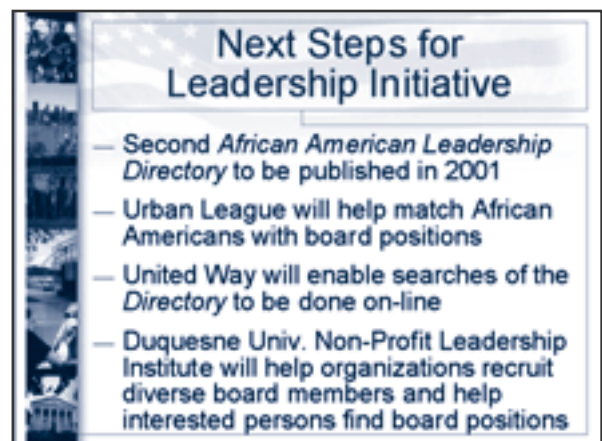 Next Steps for
Leadership Initiative
— Second African American Leadership
Directory to be published in 2001
— Urban League will help match African
Americans with board positions
— United Way will enable searches of the
Directory to be done on-line
— Duquesne Univ. Non-Profit Leadership
Institute will help organizations recruit
diverse board members and help
interested persons find board positions